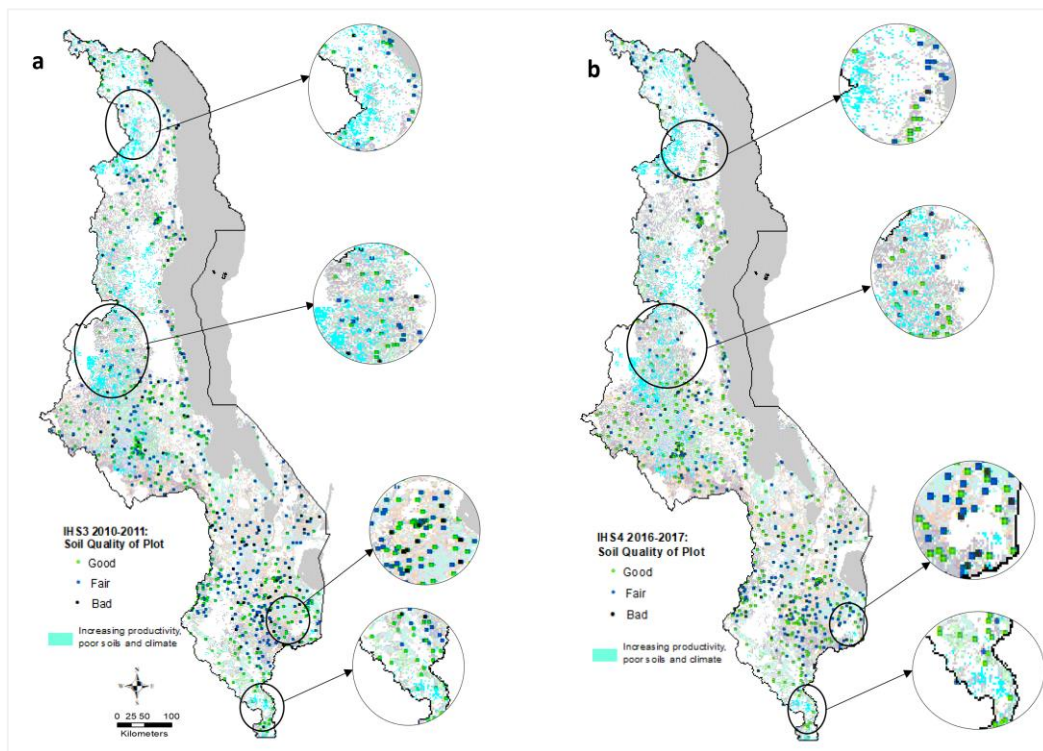 a
IHS3 2010-2011:
Soil Quality of Plot
Good
Fair
Bad
Increasing productivity,
poor soils and climate
N
W
E
S
0 25 50 100
Kilometers
b
IHS4 2016-2017:
Soil Quality of Plot
Good
Fair
Bad
Increasing productivity,
poor soils and climate